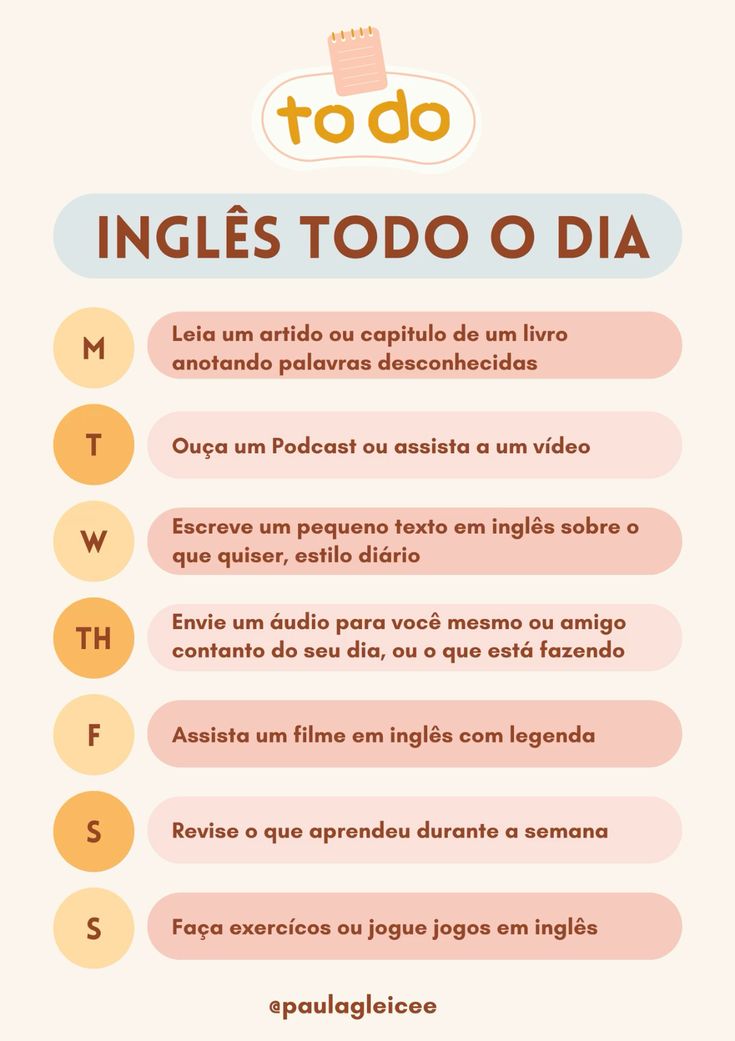 to do
INGLÊS TODO O DIA
M
Leia um artido ou capitulo de um livro
anotando palavras desconhecidas
T
Ouça um Podcast ou assista a um vídeo
W
Escreve um pequeno texto em inglês sobre o
que quiser, estilo diário
TH
Envie um áudio para você mesmo ou amigo
contanto do seu dia, ou o que está fazendo
F
Assista um filme em inglês com legenda
S
Revise o que aprendeu durante a semana
S
Faça exercícos ou jogue jogos em inglês
@paulagleicee